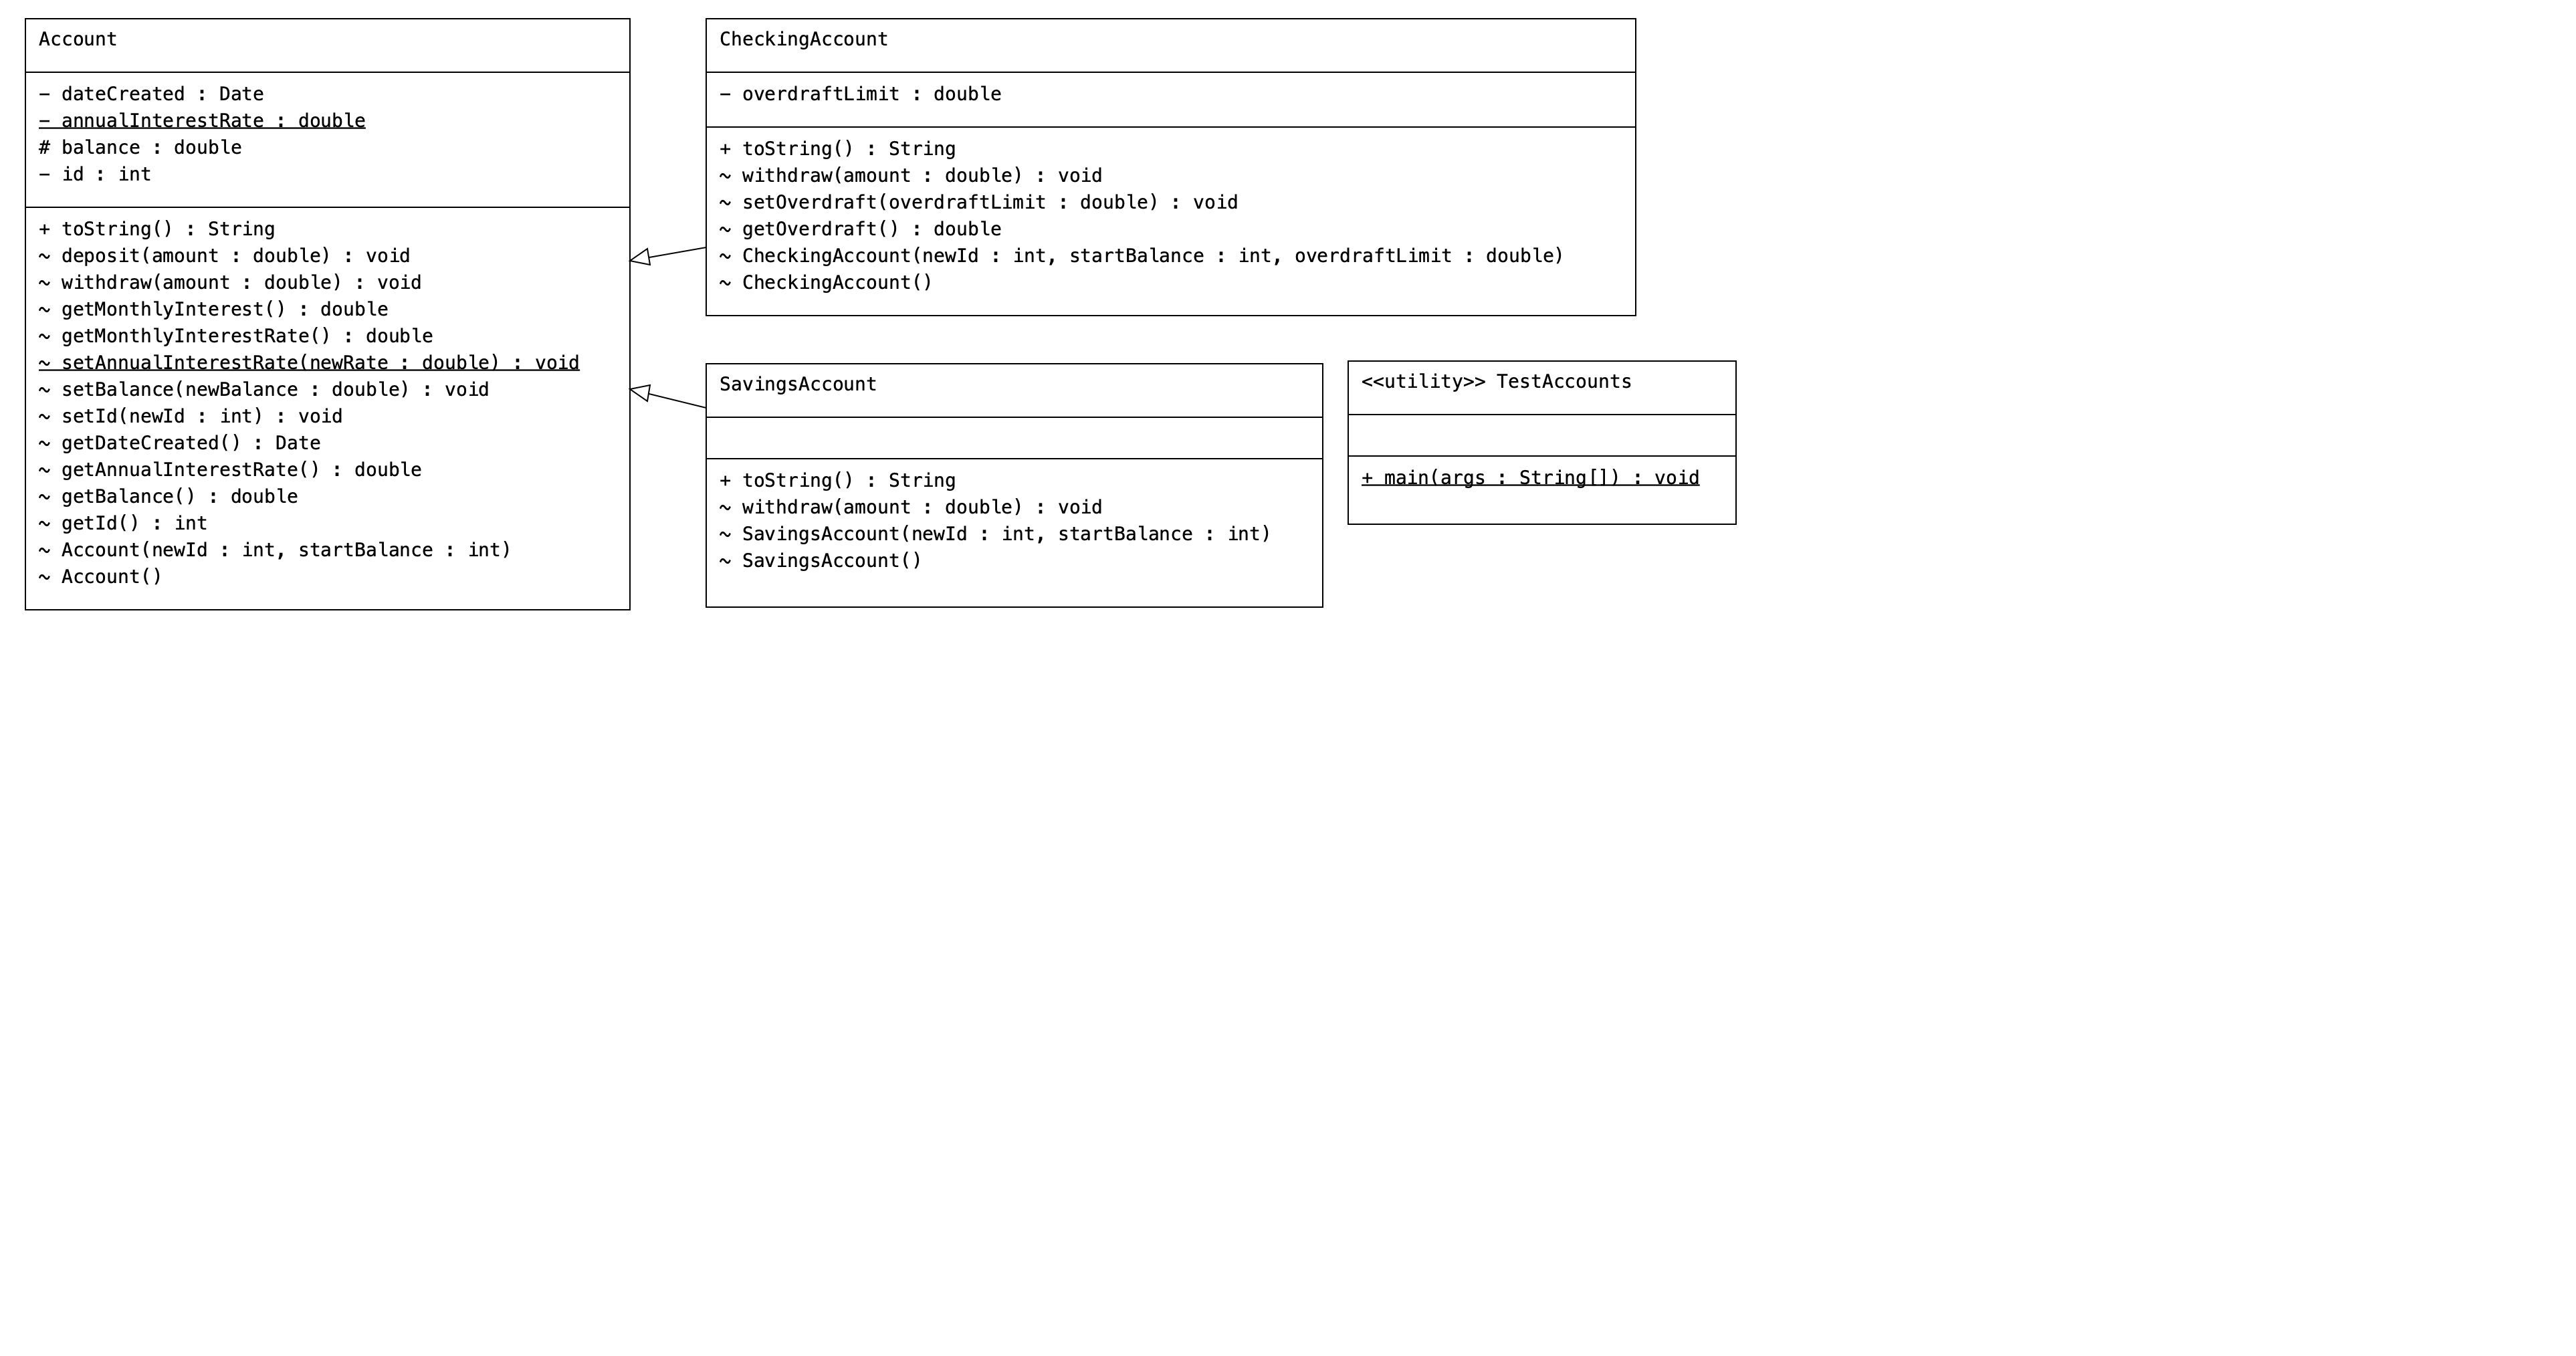 Account
− dateCreated : Date
− annualInterestRate : double
# balance : double
− id : int
+ toString() : String
~ deposit(amount : double) : void
~ withdraw(amount : double) : void
~ getMonthlyInterest() : double
~ getMonthlyInterestRate() : double
~ setAnnualInterestRate(newRate : double) : void
~ setBalance(newBalance : double) : void
~ setId(newId : int) : void
~ getDateCreated() : Date
~ getAnnualInterestRate() : double
~ getBalance() : double
~ getId() : int
~ Account(newId : int, startBalance : int)
~ Account()
CheckingAccount
− overdraftLimit : double
+ toString() : String
~ withdraw(amount : double) : void
~ setOverdraft(overdraftLimit : double) : void
~ getOverdraft() : double
~ CheckingAccount(newId : int, startBalance : int, overdraftLimit : double)
~ CheckingAccount()
SavingsAccount
+ toString() : String
~ withdraw(amount : double) : void
~ SavingsAccount(newId : int, startBalance : int)
~ SavingsAccount()
<<utility>> TestAccounts
+ main(args : String[]) : void